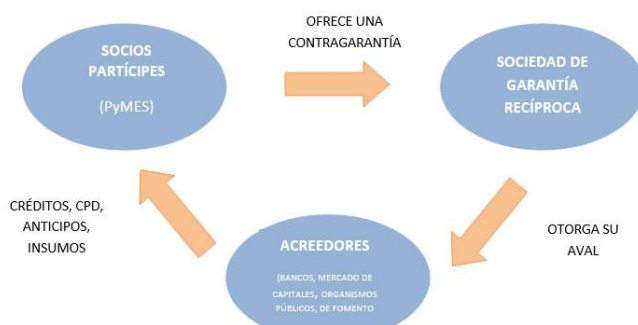 OFRECE UNA
CONTRAGARANTÍA
SOCIOS
PARTÍCIPES
(PyMES)
SOCIEDAD DE
GARANTÍA
RECÍPROCA
CRÉDITOS, CPD,
ANTICIPOS,
INSUMOS
OTORGA SU
AVAL
ACREEDORES
(BANCOS, MERCADO DE
CAPITALES, ORGANISMOS
PÚBLICOS, DE FOMENTO